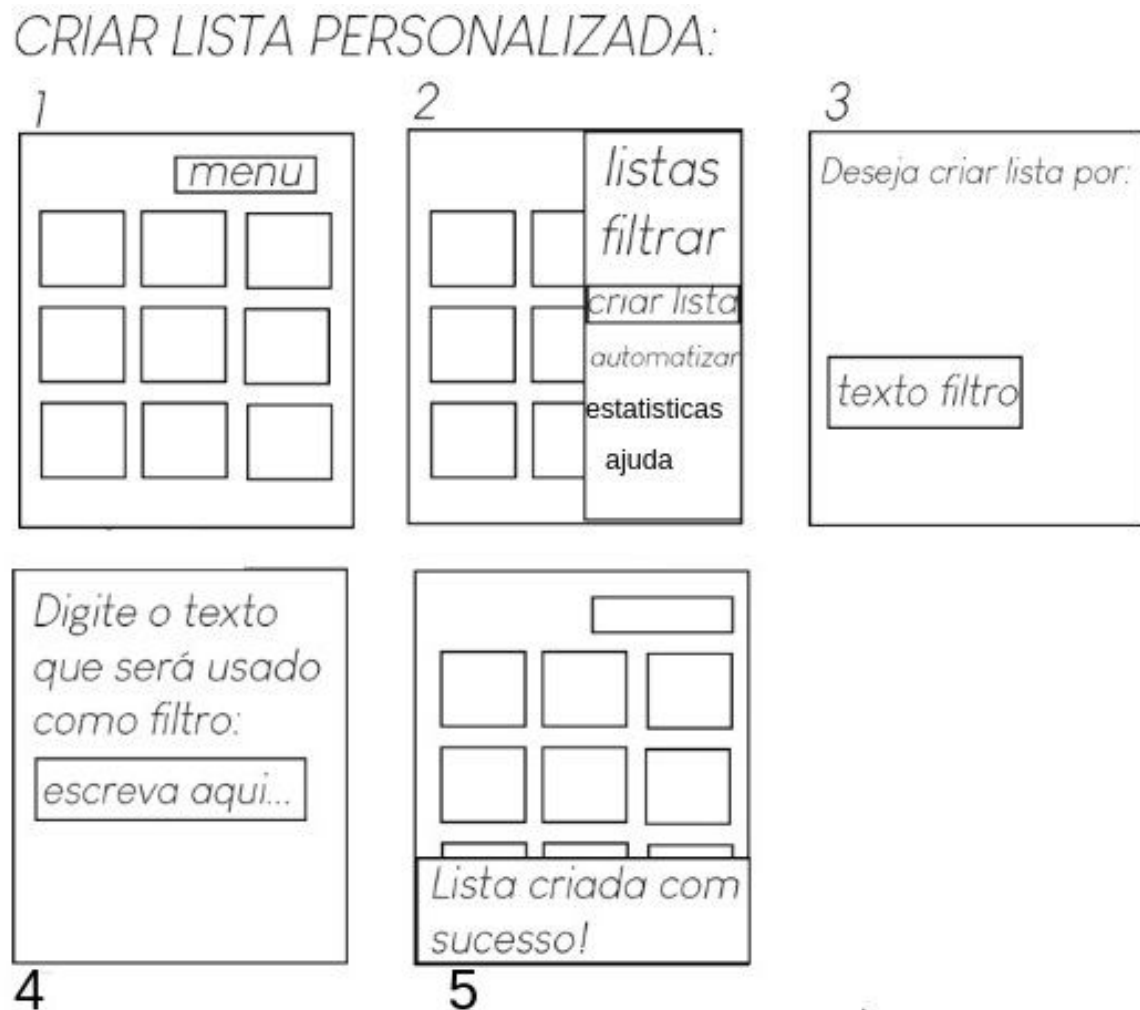 CRIAR LISTA PERSONALIZADA:
1
menu
2
listas
filtrar
criar lista
automatizar
estatisticas
ajuda
3
Deseja criar lista por:
texto filtro
Digite o texto
que será usado
como filtro:
escreva aqui...
4
Lista criada com
sucesso!
5